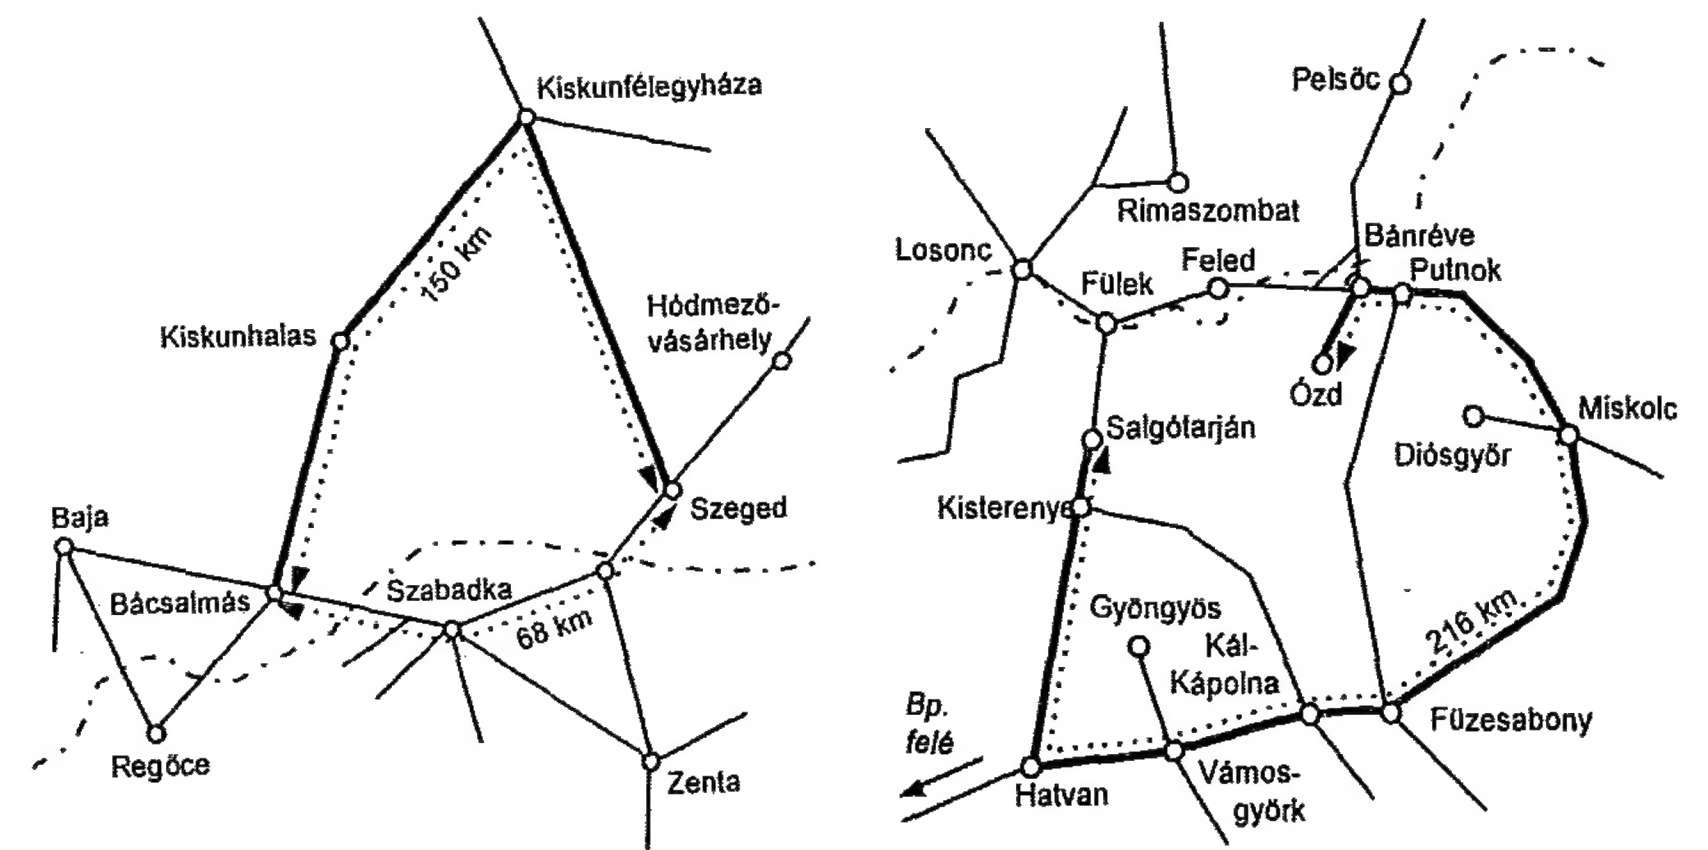 Kiskunfélegyháza
150 km
Kiskunhalas
Hódmező-
vásárhely
Szeged
Baja
Bácsalmás
Szabadka
68 km
Regőce
Zenta
Pelsőc
Rimaszombat
Losonc
Fülek
Feled
Bánréve
Putnok
Ózd
Miskolc
Diósgyőr
Salgótarján
Kisterenye
Gyöngyös
Kál-
Kápolna
216 km
Bp.
felé
Füzesabony
Hatvan
Vámos-
györk